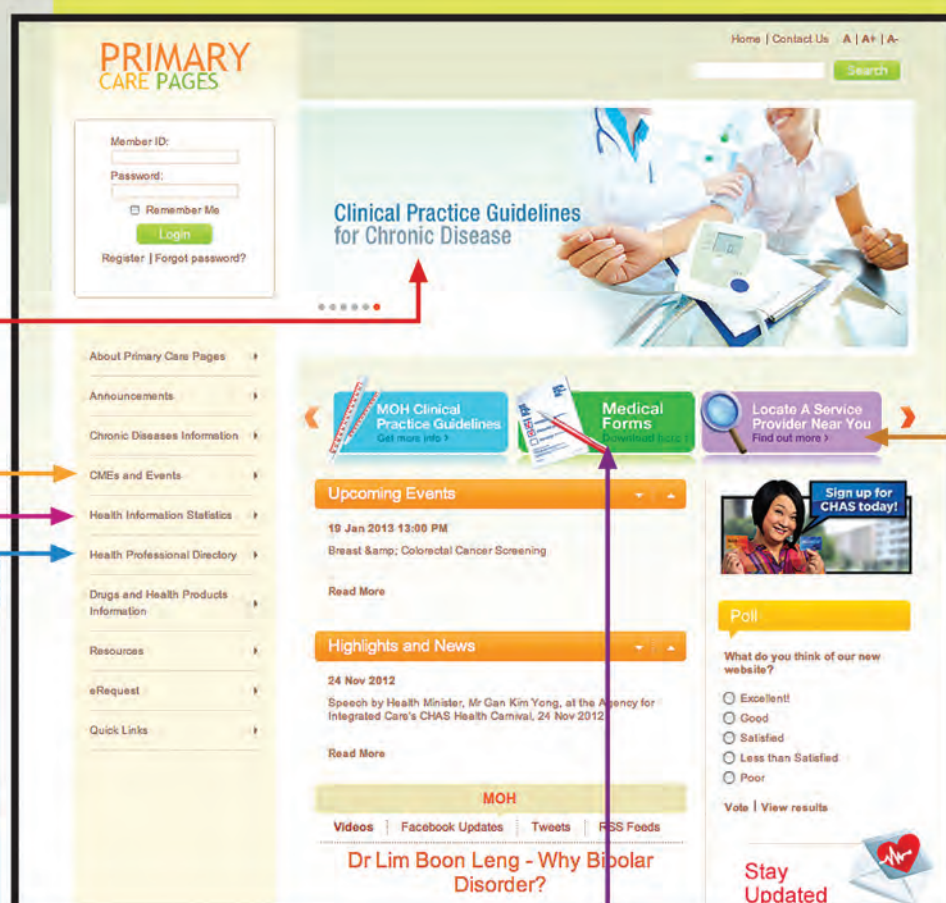 Home | Contact Us A | A+ | A-
Search
PRIMARY
CARE PAGES
Member ID:
Password:
Remember Me
Login
Register | Forgot password?
Clinical Practice Guidelines
for Chronic Disease
About Primary Care Pages
Announcements
Chronic Diseases Information
CMEs and Events
Health Information Statistics
Health Professional Directory
Drugs and Health Products
Information
Resources
eRequest
Quick Links
MOH Clinical
Practice Guidelines
Get more info >
Medical
Forms
Download here >
Locate A Service
Provider Near You
Find out more >
Upcoming Events
19 Jan 2013 13:00 PM
Breast &amp; Colorectal Cancer Screening
Read More
Highlights and News
24 Nov 2012
Speech by Health Minister, Mr Gan Kim Yong, at the Agency for
Integrated Care's CHAS Health Carnival, 24 Nov 2012
Read More
MOH
Videos Facebook Updates Tweets RSS Feeds
Dr Lim Boon Leng - Why Bipolar
Disorder?
Sign up for
CHAS today!
Poll
What do you think of our new
website?
Excellent!
Good
Satisfied
Less than Satisfied
Poor
Vote | View results
Stay
Updated